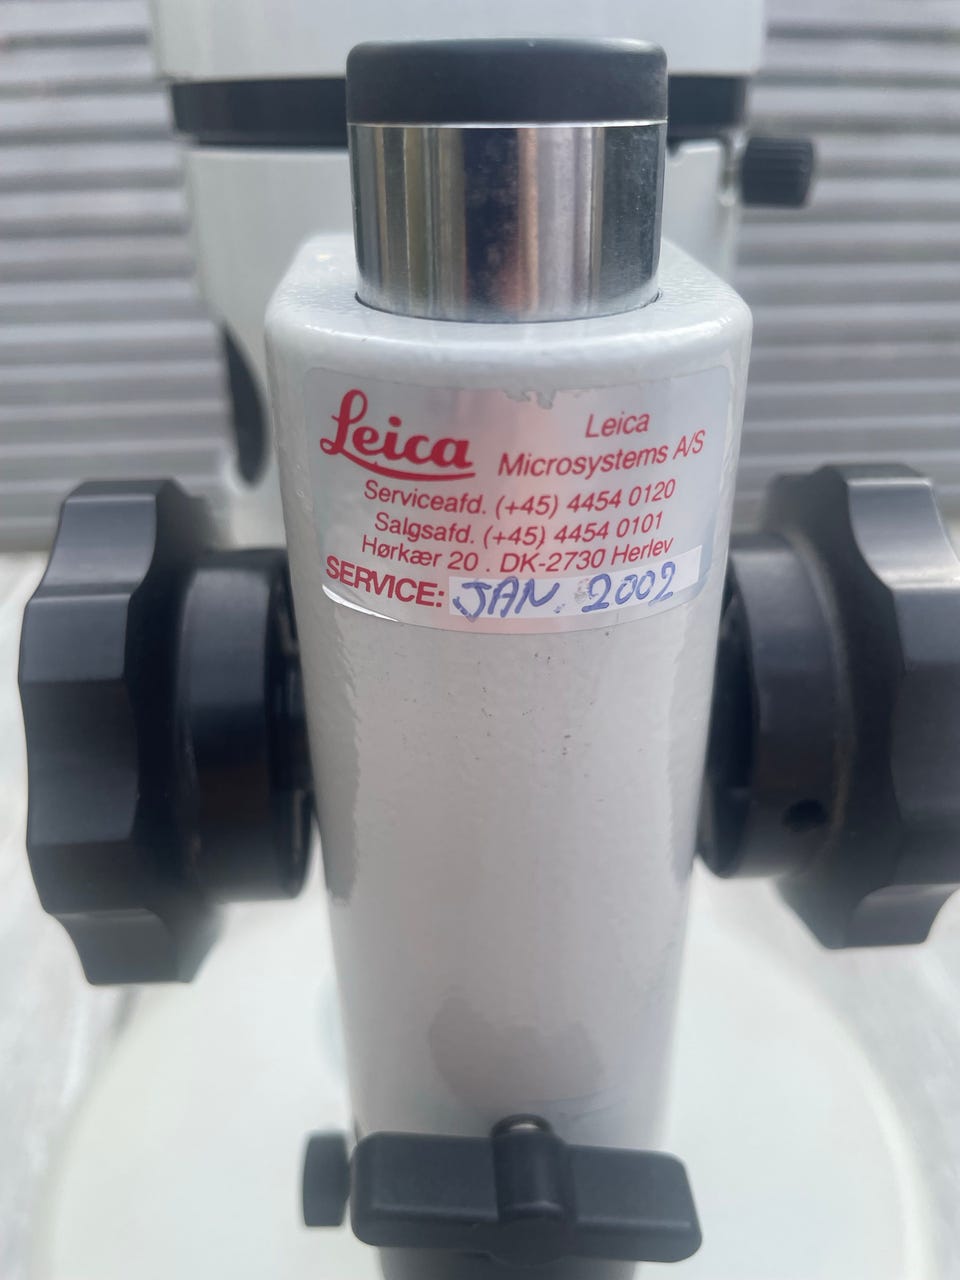 Leica
Leica
Microsystems A/S
Serviceafd. (+45) 4454 0120
Salgsafd. (+45) 4454 0101
Hørkær 20 . DK-2730 Herlev
SERVICE: JAN. 2002